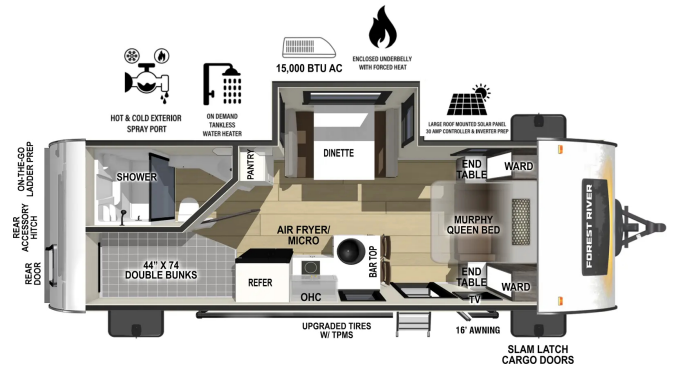 HOT & COLD EXTERIOR
SPRAY PORT
ON DEMAND
TANKLESS
WATER HEATER
15,000 BTU AC
ENCLOSED UNDERBELLY
WITH FORCED HEAT
LARGE ROOF MOUNTED SOLAR PANEL
30 AMP CONTROLLER & INVERTER PREP
ON-THE-GO
LADDER PREP
REAR
ACCESSORY
HITCH
REAR
DOOR
SHOWER
PANTRY
DINETTE
END
TABLE
WARD
MURPHY
QUEEN BED
FOREST RIVER
AIR FRYER/
MICRO
BAR TOP
44" X 74
DOUBLE BUNKS
REFER
OHC
END
TABLE
WARD
TV
UPGRADED TIRES
W/ TPMS
16' AWNING
SLAM LATCH
CARGO DOORS